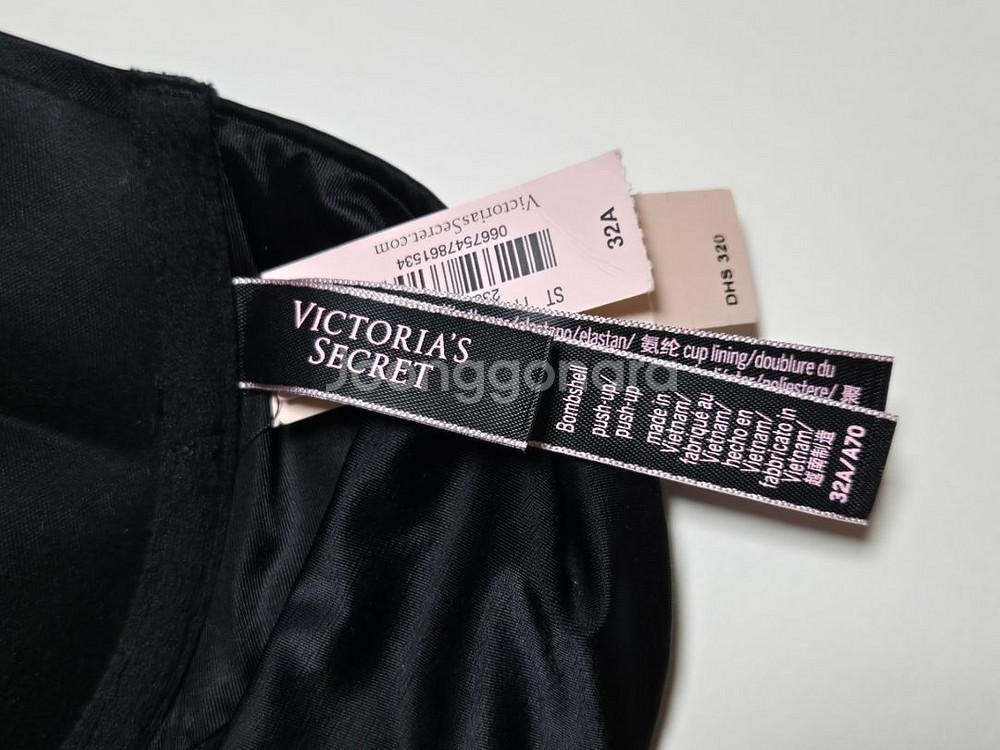 VictoriasSecret.com
0667547861534
32A
ST
DHS 320
VICTORIA'S
SECRET
elastano/elastan/ 氨纶 cup lining/doublure du
poliestere/
Bombshell
push-up/
push-up
made in
Vietnam/
fabriqué au
Vietnam/
hecho en
Vietnam/
fabbricato in
Vietnam/
越南制造
32A/A70